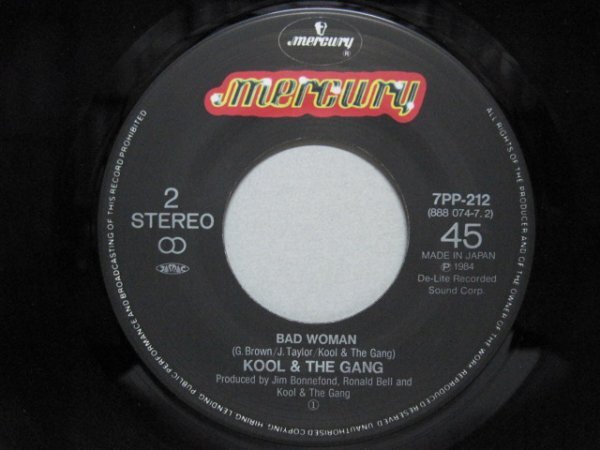 mercury
®
mercury
2
STEREO
7PP-212
(888 074-7.2)
45
MADE IN JAPAN
Ⓟ1984
De-Lite Recorded
Sound Corp.
BAD WOMAN
(G. Brown/J. Taylor/Kool & The Gang)
KOOL & THE GANG
Produced by Jim Bonnefond, Ronald Bell and
Kool & The Gang
①
ALL RIGHTS OF THE PRODUCER AND OF THE OWNER OF THE WORK REPRODUCED RESERVED UNAUTHORISED COPYING HIRING LENDING PUBLIC PERFORMANCE AND BROADCASTING OF THIS RECORD PROHIBITED